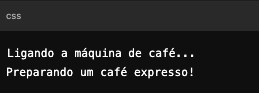 css
Ligando a máquina de café...
Preparando um café expresso!